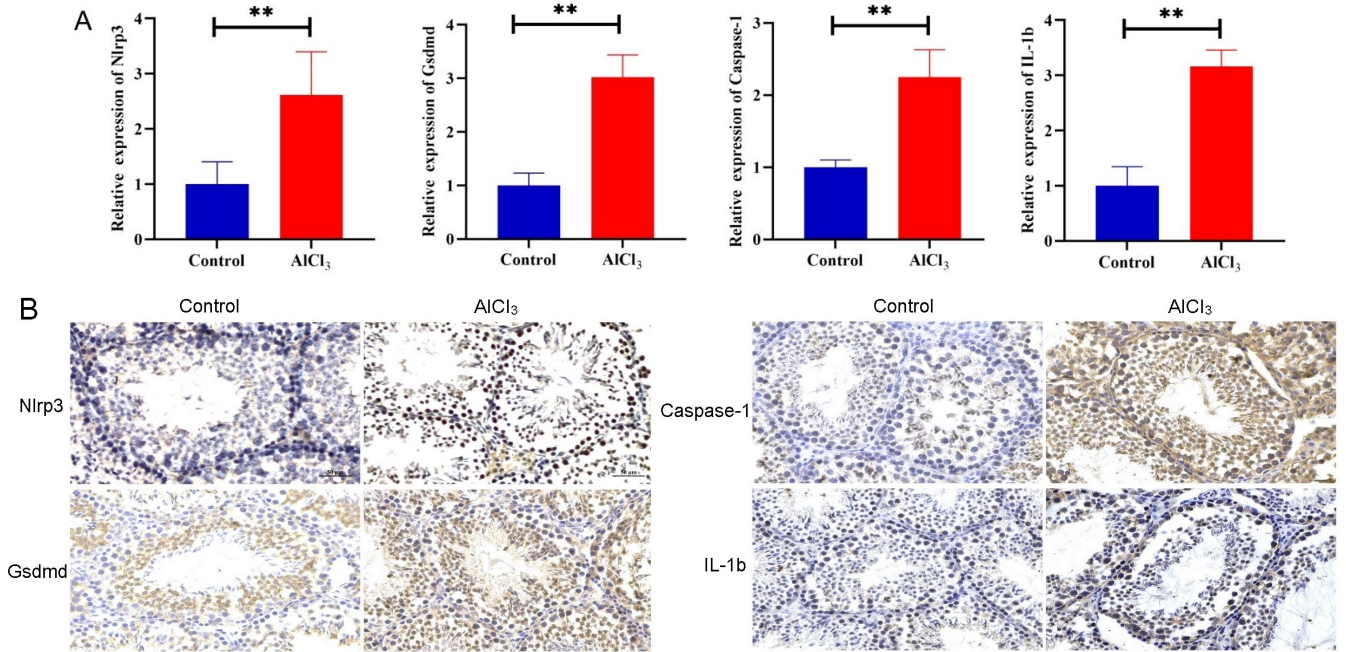 A
**
**
**
**
Relative expression of Nlrp3
4
3
2
1
0
Control
AlCl₃
Relative expression of Gsdmd
4
3
2
1
0
Control
AlCl₃
Relative expression of Caspase-1
3
2
1
0
Control
AlCl₃
Relative expression of IL-1b
4
3
2
1
0
Control
AlCl₃
B
Control
AlCl₃
Control
AlCl₃
Nlrp3
Caspase-1
50 μm
Gsdmd
IL-1b